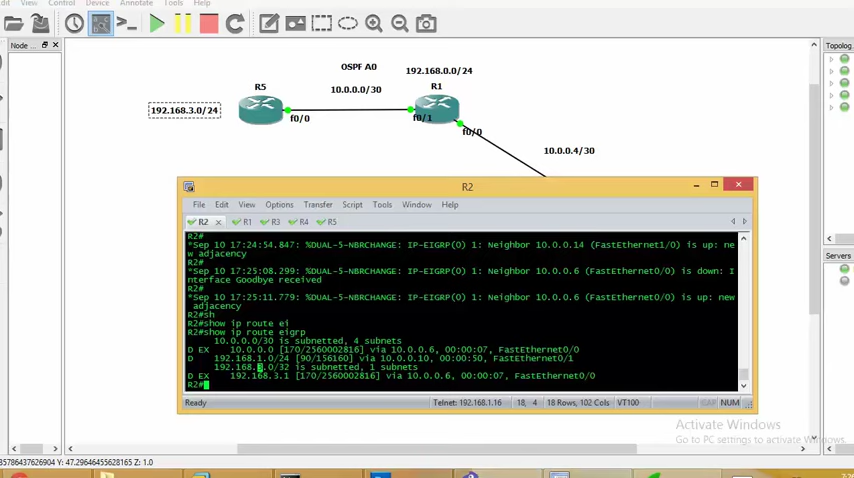 dit View Control Device Annotate Tools Help
Node ...
Topolog
OSPF A0
192.168.0.0/24
R5
10.0.0.0/30
R1
192.168.3.0/24
f0/0
f0/1
f0/0
10.0.0.4/30
R2
File Edit View Options Transfer Script Tools Window Help
R2 R1 R3 R4 R5
R2#
*Sep 10 17:24:54.847: %DUAL-5-NBRCHANGE: IP-EIGRP(0) 1: Neighbor 10.0.0.14 (FastEthernet1/0) is up: ne
w adjacency
R2#
*Sep 10 17:25:08.299: %DUAL-5-NBRCHANGE: IP-EIGRP(0) 1: Neighbor 10.0.0.6 (FastEthernet0/0) is down: I
nterface Goodbye received
R2#
*Sep 10 17:25:11.779: %DUAL-5-NBRCHANGE: IP-EIGRP(0) 1: Neighbor 10.0.0.6 (FastEthernet0/0) is up: new
adjacency
R2#sh
R2#show ip route ei
R2#show ip route eigrp
10.0.0.0/30 is subnetted, 4 subnets
D EX 10.0.0.0 [170/2560002816] via 10.0.0.6, 00:00:07, FastEthernet0/0
D 192.168.1.0/24 [90/156160] via 10.0.0.10, 00:00:50, FastEthernet0/1
192.168.3.0/32 is subnetted, 1 subnets
D EX 192.168.3.1 [170/2560002816] via 10.0.0.6, 00:00:07, FastEthernet0/0
R2#
Ready Telnet: 192.168.1.16 18, 4 18 Rows, 102 Cols VT100 CAP NUM
Servers
Activate Windows
Go to PC settings to activate Windows.
35786437626904 Y: 47.29646455628165 Z: 1.0